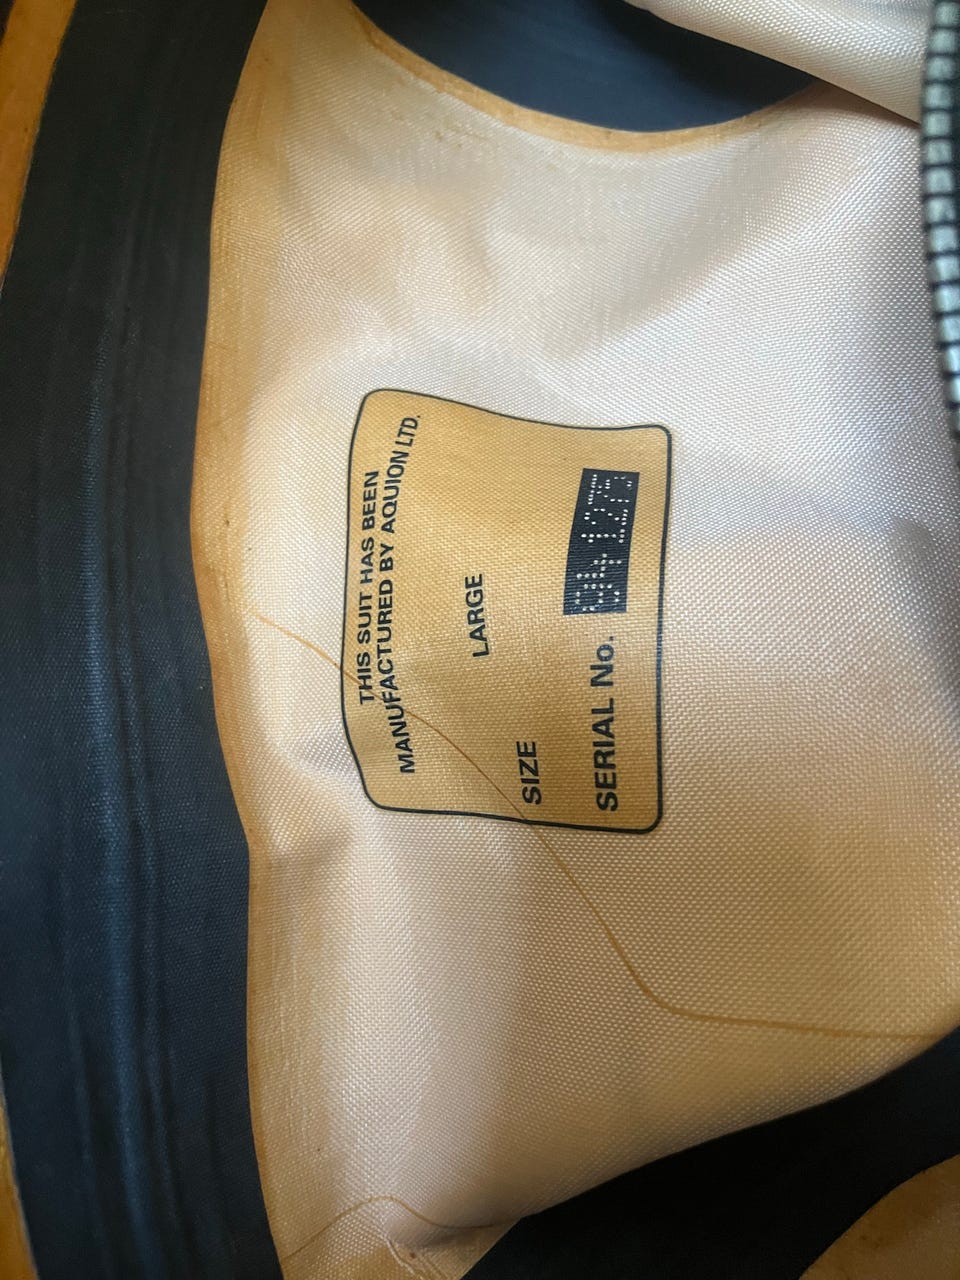 THIS SUIT HAS BEEN
MANUFACTURED BY AQUION LTD.
LARGE
SIZE
SERIAL No.